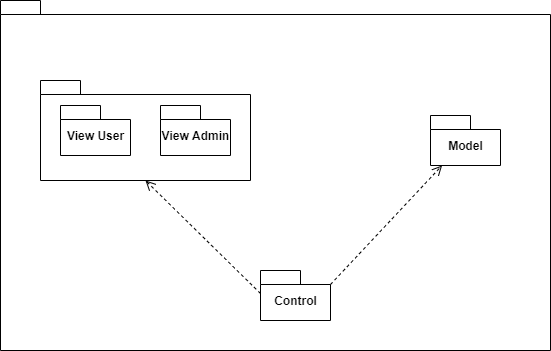 View User
View Admin
Model
Control